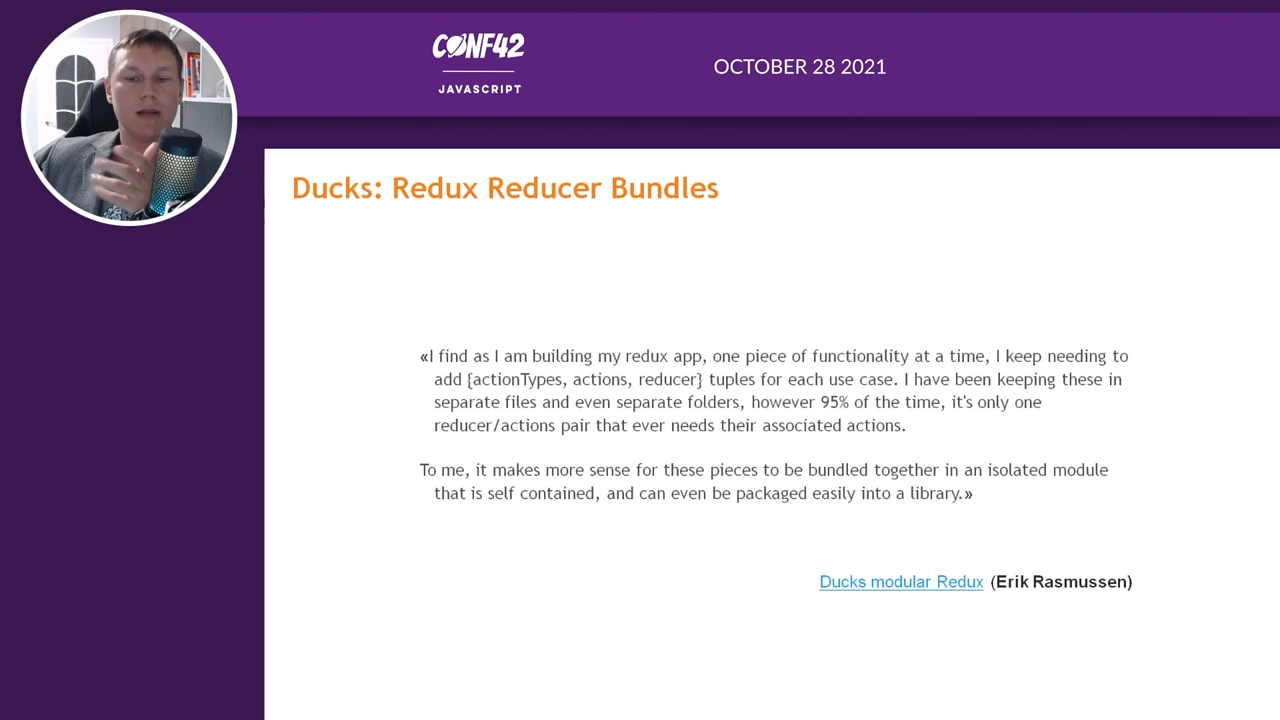 CONF42
JAVASCRIPT
OCTOBER 28 2021
Ducks: Redux Reducer Bundles
«I find as I am building my redux app, one piece of functionality at a time, I keep needing to
add {actionTypes, actions, reducer} tuples for each use case. I have been keeping these in
separate files and even separate folders, however 95% of the time, it's only one
reducer/actions pair that ever needs their associated actions.
To me, it makes more sense for these pieces to be bundled together in an isolated module
that is self contained, and can even be packaged easily into a library.»
Ducks modular Redux (Erik Rasmussen)